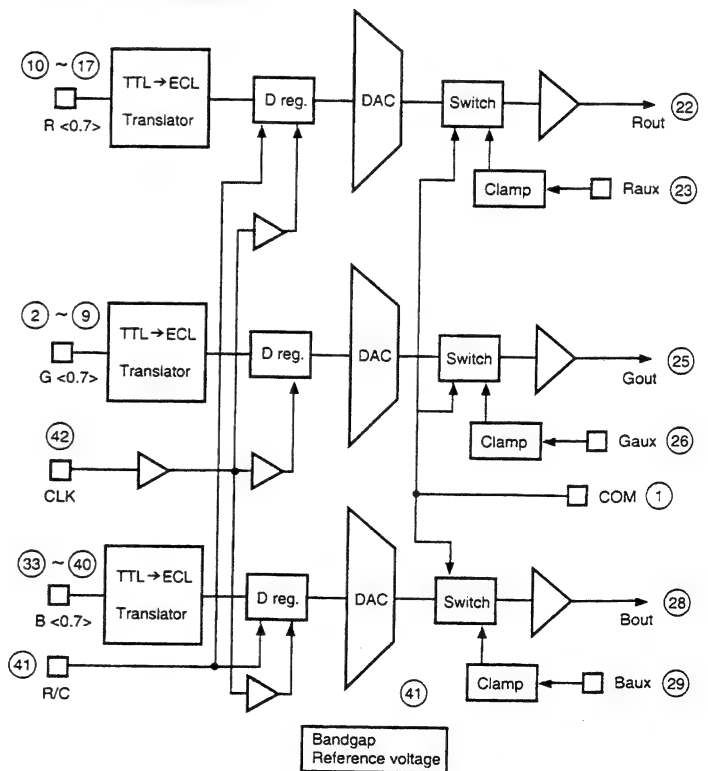 10 ~ 17
R <0.7>
TTL→ECL
Translator
D reg.
DAC
Switch
Rout
22
Clamp
Raux
23
2 ~ 9
G <0.7>
TTL→ECL
Translator
D reg.
DAC
Switch
Gout
25
Clamp
Gaux
26
42
CLK
COM
1
33 ~ 40
B <0.7>
TTL→ECL
Translator
D reg.
DAC
Switch
Bout
28
41
R/C
41
Clamp
Baux
29
Bandgap
Reference voltage